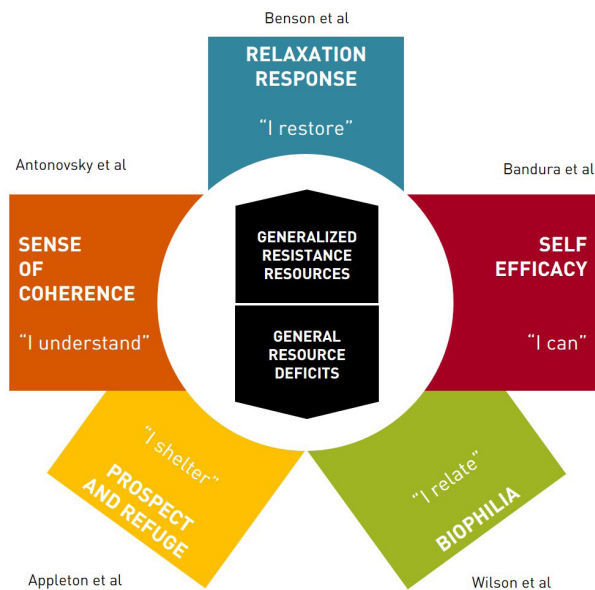 Benson et al
RELAXATION
RESPONSE
“I restore”
Antonovsky et al
Bandura et al
SENSE
OF
COHERENCE
“I understand”
GENERALIZED
RESISTANCE
RESOURCES
GENERAL
RESOURCE
DEFICITS
SELF
EFFICACY
“I can”
“I shelter”
PROSPECT
AND REFUGE
“I relate”
BIOPHILIA
Appleton et al
Wilson et al